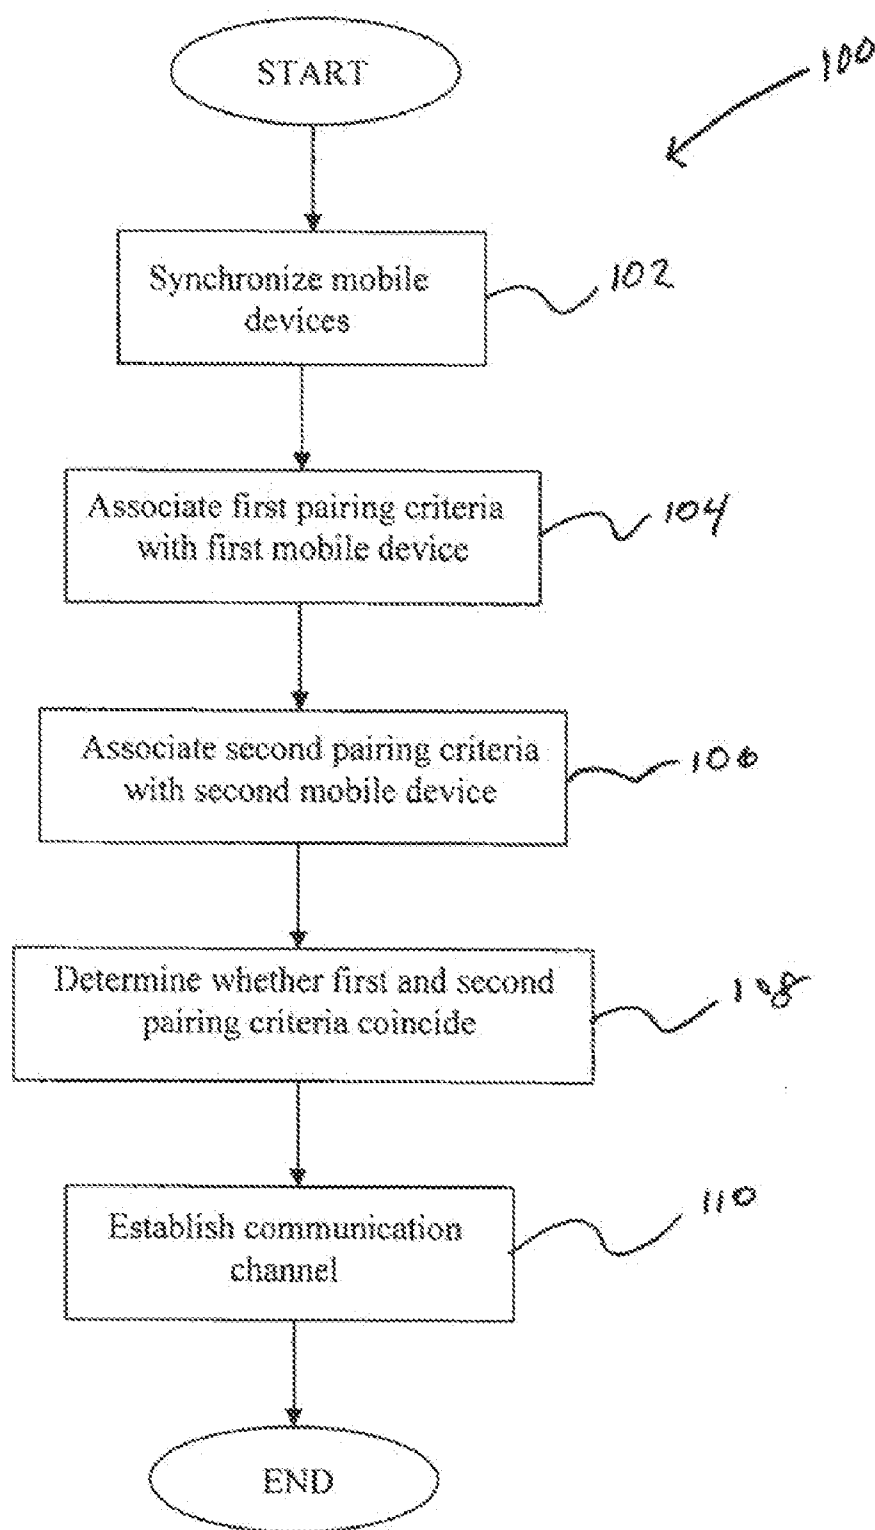 START
100
Synchronize mobile
devices
102
Associate first pairing criteria
with first mobile device
104
Associate second pairing criteria
with second mobile device
106
Determine whether first and second
pairing criteria coincide
108
Establish communication
channel
110
END